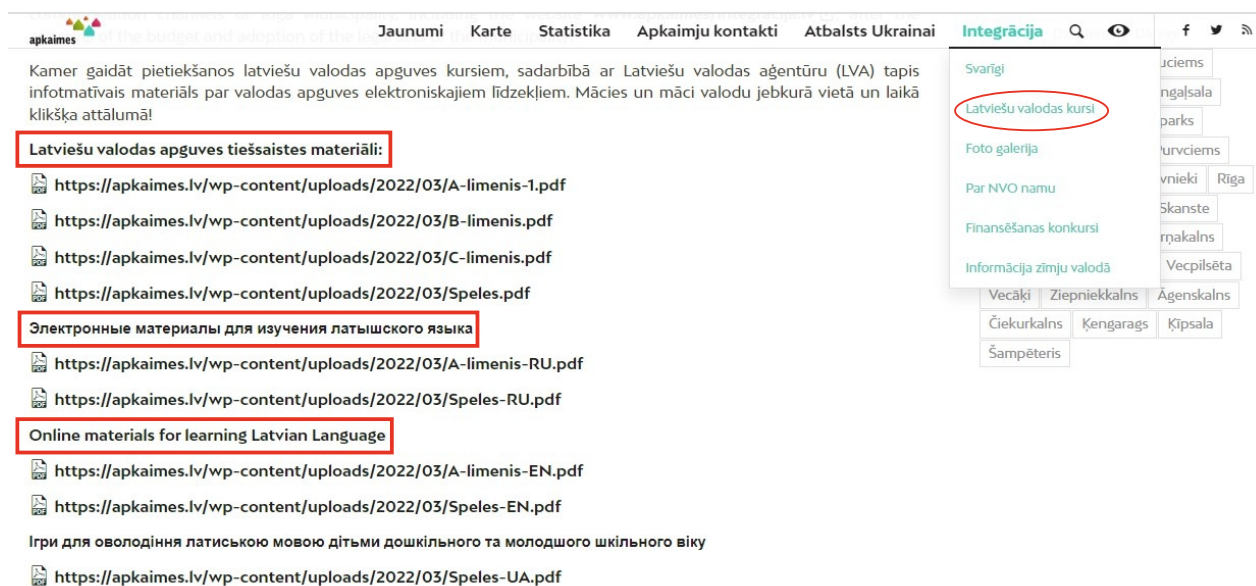 apkaimes
Jaunumi Karte Statistika Apkaimju kontakti Atbalsts Ukrainai Integrācija
Kamer gaidāt pietiekšanos latviešu valodas apguves kursiem, sadarbībā ar Latviešu valodas aģentūru (LVA) tapis
infotmatīvais materiāls par valodas apguves elektroniskajiem līdzekļiem. Mācies un māci valodu jebkurā vietā un laikā
klikšķa attālumā!
Latviešu valodas apguves tiešsaistes materiāli:
https://apkaimes.lv/wp-content/uploads/2022/03/A-limenis-1.pdf
https://apkaimes.lv/wp-content/uploads/2022/03/B-limenis.pdf
https://apkaimes.lv/wp-content/uploads/2022/03/C-limenis.pdf
https://apkaimes.lv/wp-content/uploads/2022/03/Speles.pdf
Электронные материалы для изучения латышского языка
https://apkaimes.lv/wp-content/uploads/2022/03/A-limenis-RU.pdf
https://apkaimes.lv/wp-content/uploads/2022/03/Speles-RU.pdf
Online materials for learning Latvian Language
https://apkaimes.lv/wp-content/uploads/2022/03/A-limenis-EN.pdf
https://apkaimes.lv/wp-content/uploads/2022/03/Speles-EN.pdf
Ігри для оволодіння латиською мовою дітьми дошкільного та молодшого шкільного віку
https://apkaimes.lv/wp-content/uploads/2022/03/Speles-UA.pdf
Svarīgi
Latviešu valodas kursi
Foto galerija
Par NVO namu
Finansēšanas konkursi
Informācija zīmju valodā
uciems
ngaļsala
parks
urvciems
vnieki Rīga
Skanste
rņakalns
Vecpilsēta
Vecāķi Ziepniekkalns Āgenskalns
Čiekurkalns Ķengarags Ķīpsala
Šampēteris